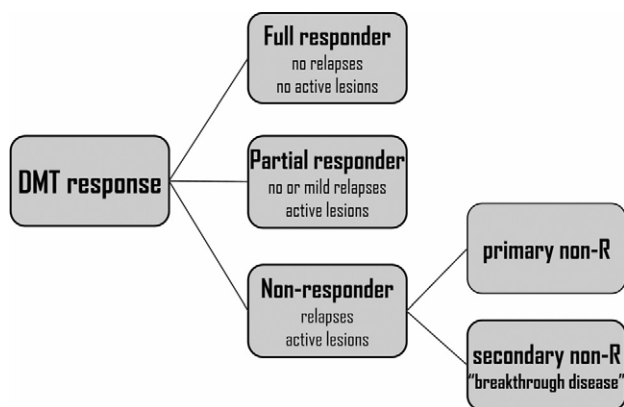 DMT response
Full responder
no relapses
no active lesions
Partial responder
no or mild relapses
active lesions
Non-responder
relapses
active lesions
primary non-R
secondary non-R
“breakthrough disease”